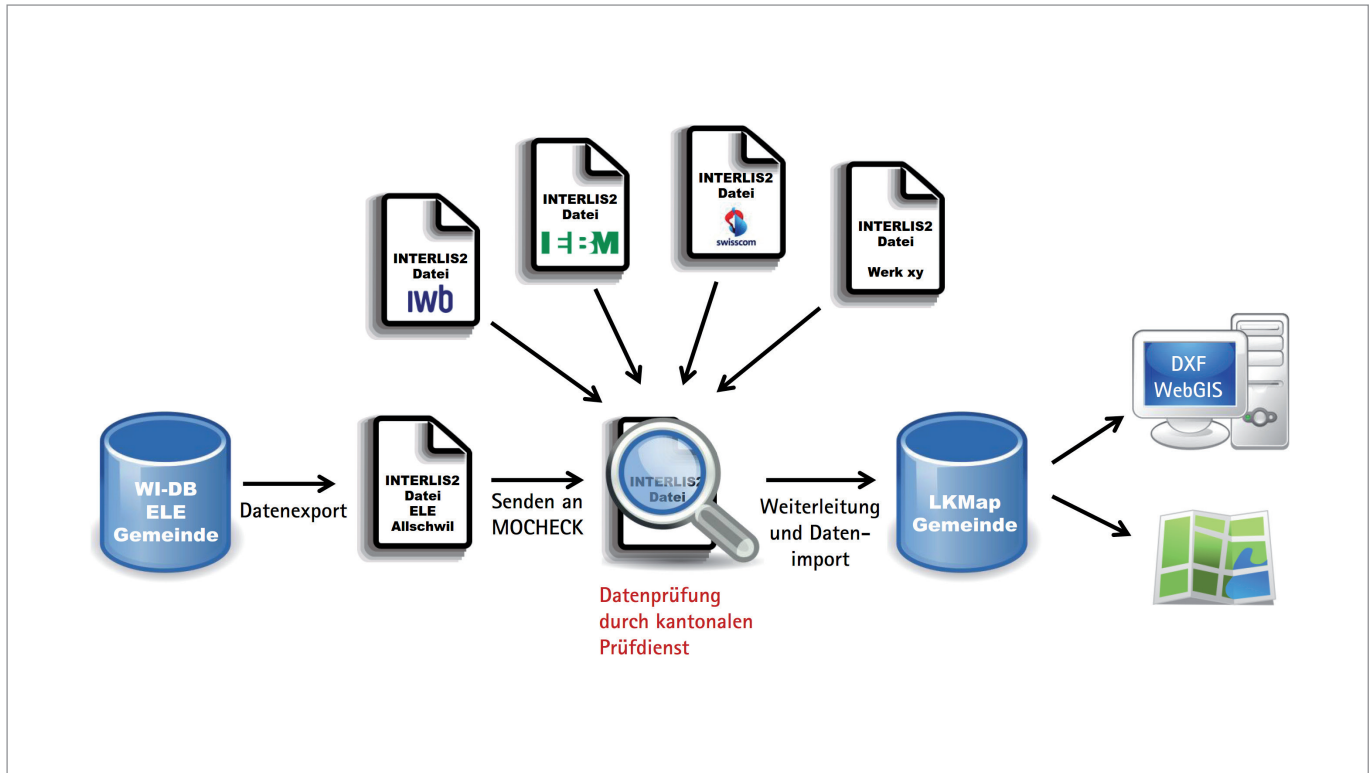 INTERLIS2
Datei
iwb
INTERLIS2
Datei
EBM
INTERLIS2
Datei
swisscom
INTERLIS2
Datei
Werk xy
WI-DB
ELE
Gemeinde
Datenexport
INTERLIS2
Datei
ELE
Allschwil
Senden an
MOCHECK
INTERLIS2
Datei
Datenprüfung
durch kantonalen
Prüfdienst
Weiterleitung
und Daten-
import
LKMap
Gemeinde
DXF
WebGIS